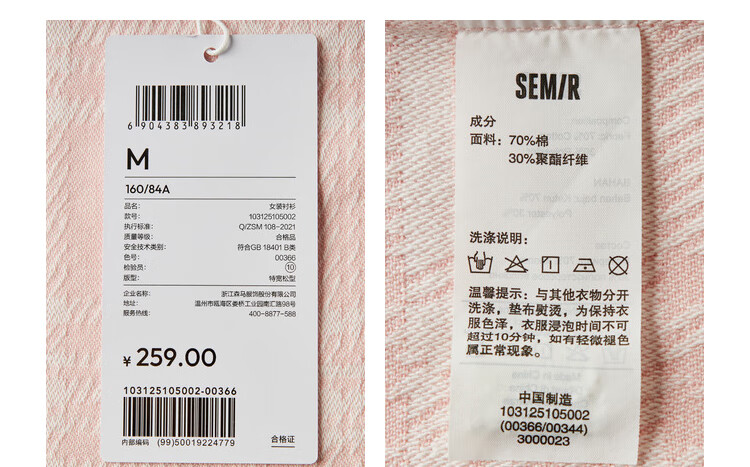 6 904383 893218
M
160/84A
品名: 女装衬衫
款号: 103125105002
执行标准: Q/ZSM 108-2021
质量等级: 合格品
安全技术类别: 符合GB 18401 B类
色号: 00366
检验员: 10
版型: 特宽松型
企业名称: 浙江森马服饰股份有限公司
地址: 温州市瓯海区娄桥工业园南汇路98号
服务热线: 400-8877-588
¥ 259.00
103125105002-00366
内部编码 (99)50019224779
合格证
SEMIR
成分
面料: 70%棉
30%聚酯纤维
洗涤说明:
温馨提示: 与其他衣物分开
洗涤, 垫布熨烫, 为保持衣
服色泽, 衣服浸泡时间不可
超过10分钟, 如有轻微褪色
属正常现象。
中国制造
103125105002
(00366/00344)
3000023